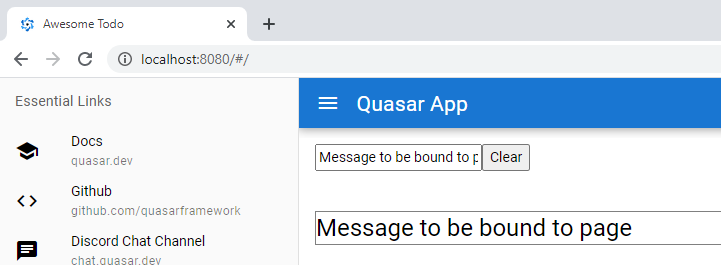 Awesome Todo
localhost:8080/#/
Essential Links
Quasar App
Docs
quasar.dev
Message to be bound to p
Clear
Github
github.com/quasarframework
Message to be bound to page
Discord Chat Channel
chat.quasar.dev